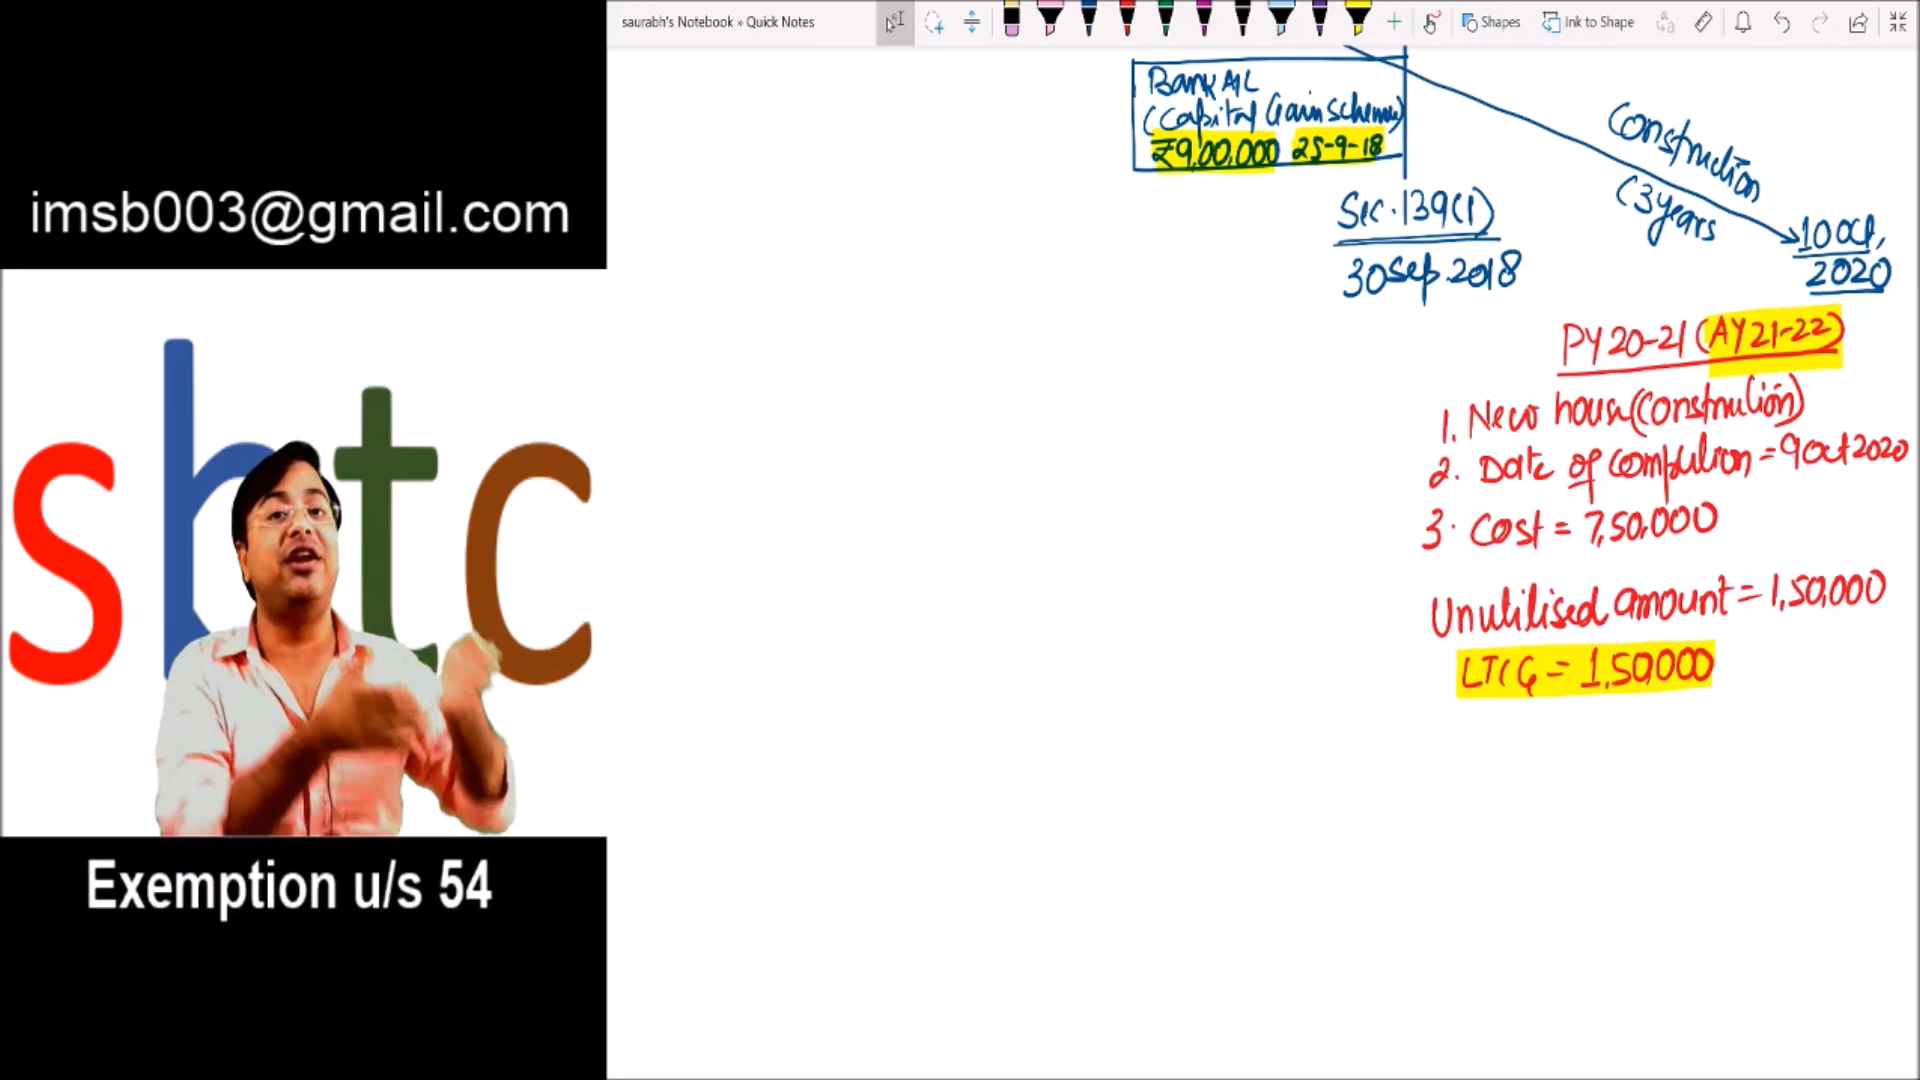 saurabh's Notebook » Quick Notes
Shapes
Ink to Shape
imsb003@gmail.com
sbtc
Exemption u/s 54
Bank A/c
(Capital Gain Scheme)
₹9,00,000 25-9-18
Sec. 139(1)
30 Sep 2018
Construction
(3 years
10 Oct,
2020
PY 20-21 (AY 21-22)
1. New house (Construction)
2. Date of completion = 9 Oct 2020
3. Cost = 7,50,000
Unutilised amount = 1,50,000
LTCG = 1,50,000